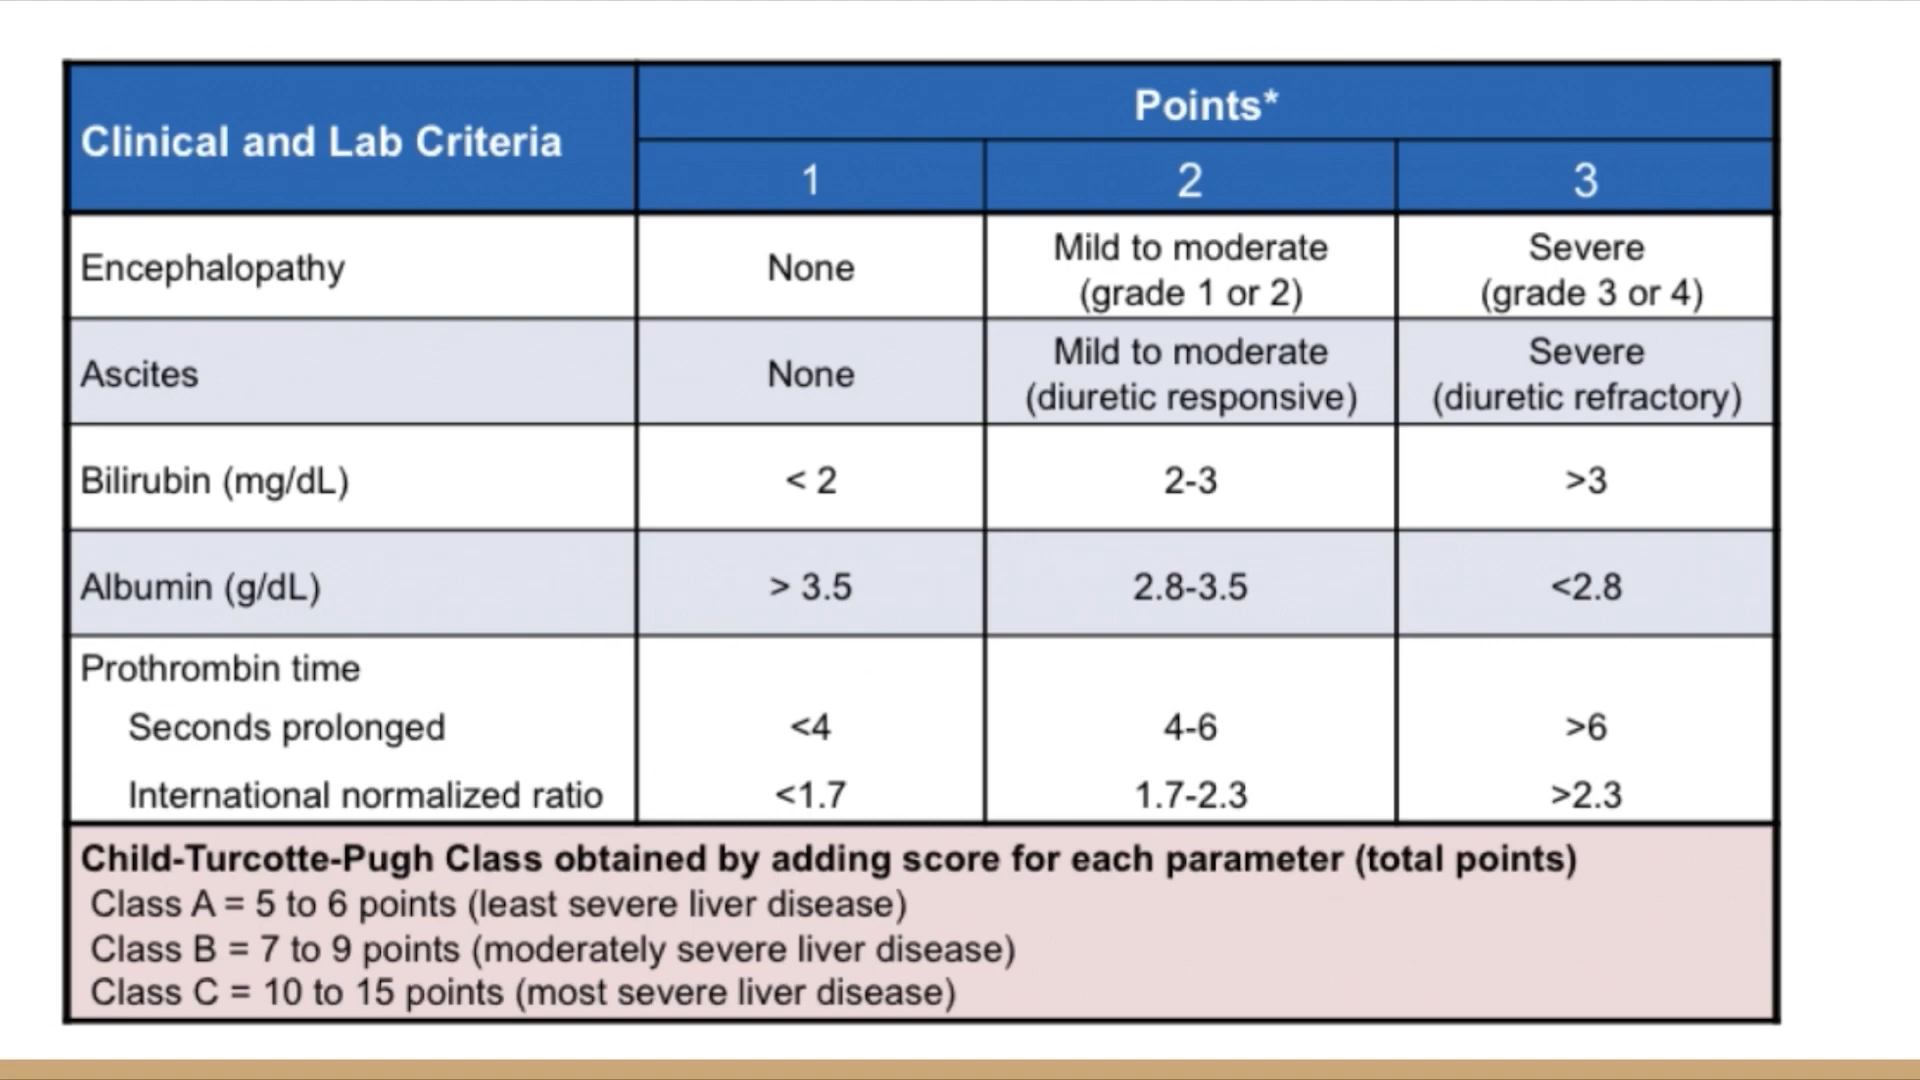 Clinical and Lab Criteria
Points*
1
2
3
Encephalopathy
None
Mild to moderate
(grade 1 or 2)
Severe
(grade 3 or 4)
Ascites
None
Mild to moderate
(diuretic responsive)
Severe
(diuretic refractory)
Bilirubin (mg/dL)
< 2
2-3
>3
Albumin (g/dL)
> 3.5
2.8-3.5
<2.8
Prothrombin time
Seconds prolonged
<4
4-6
>6
International normalized ratio
<1.7
1.7-2.3
>2.3
Child-Turcotte-Pugh Class obtained by adding score for each parameter (total points)
Class A = 5 to 6 points (least severe liver disease)
Class B = 7 to 9 points (moderately severe liver disease)
Class C = 10 to 15 points (most severe liver disease)